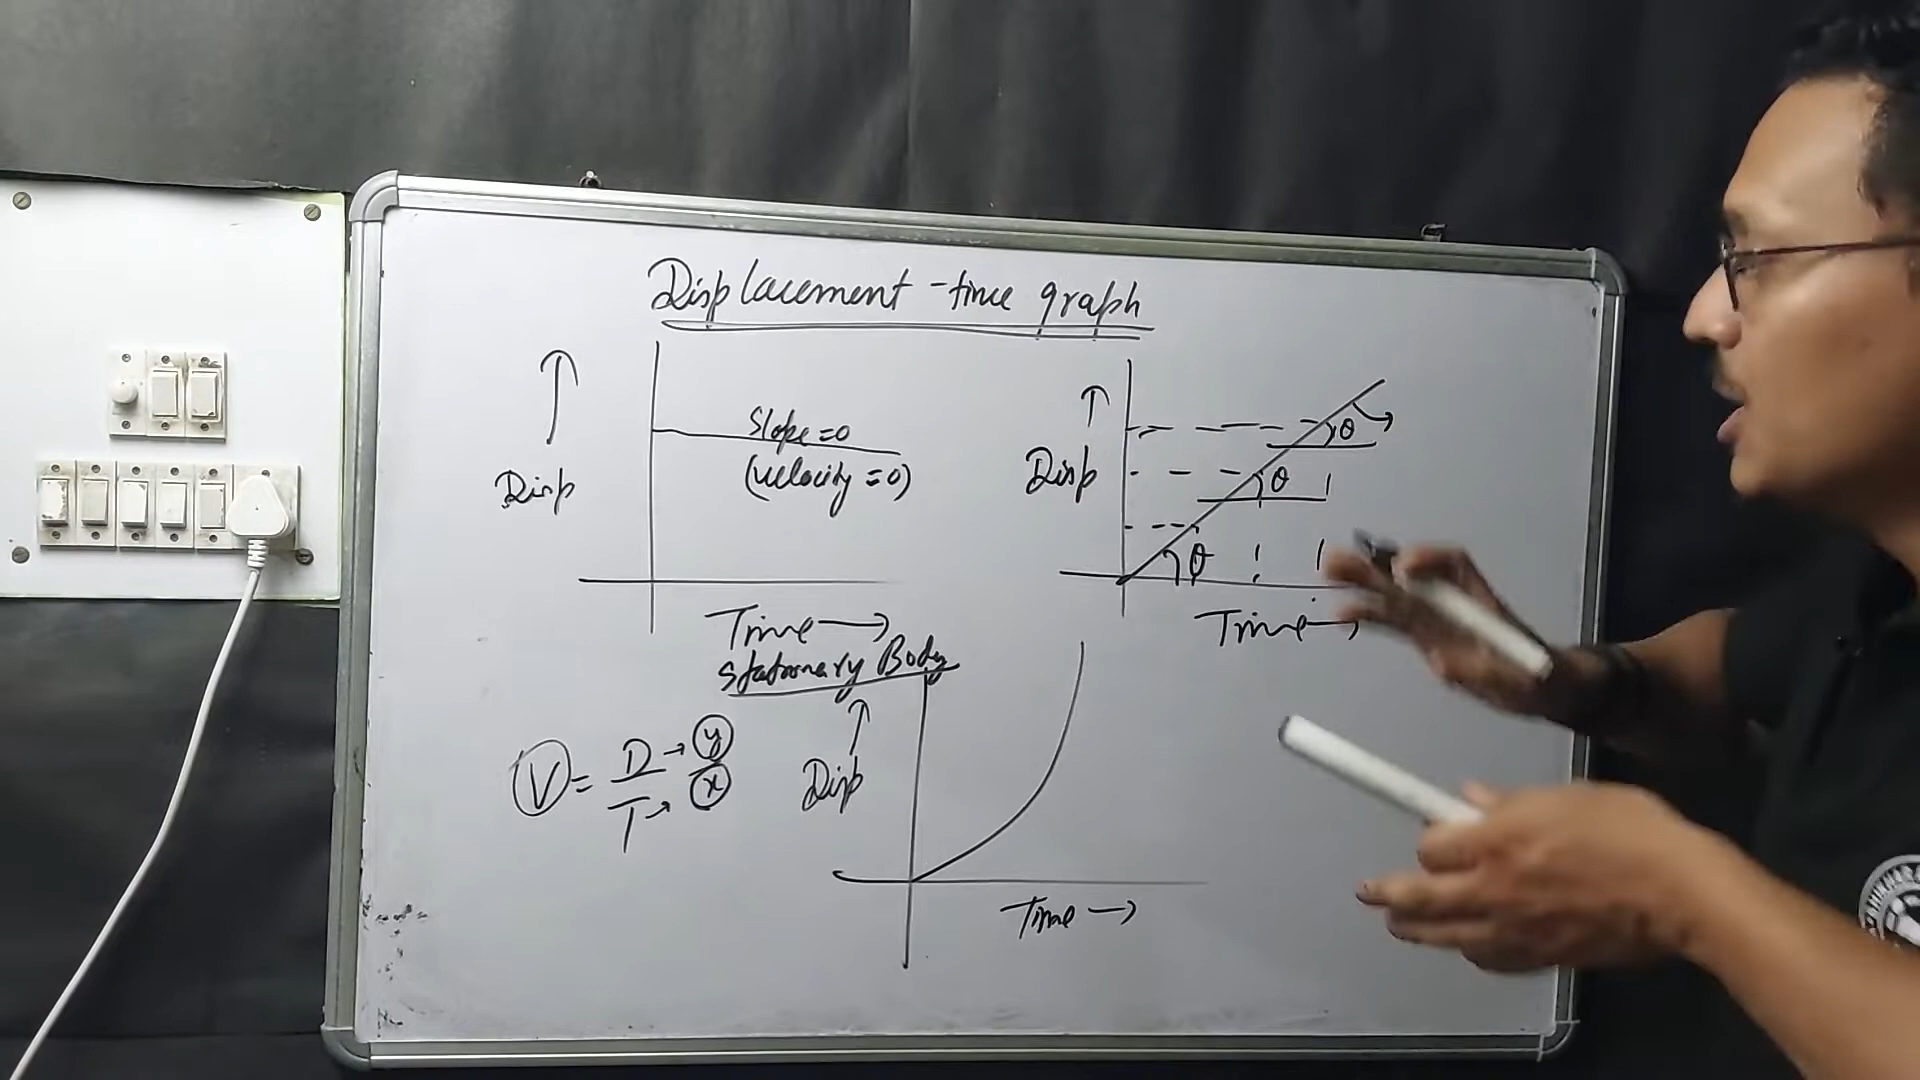 Displacement-time graph
Disp
Slope=0
(velocity=0)
Time
Stationary Body
Disp
θ
θ
θ
Time
V = D/T → y/x
Disp
Time